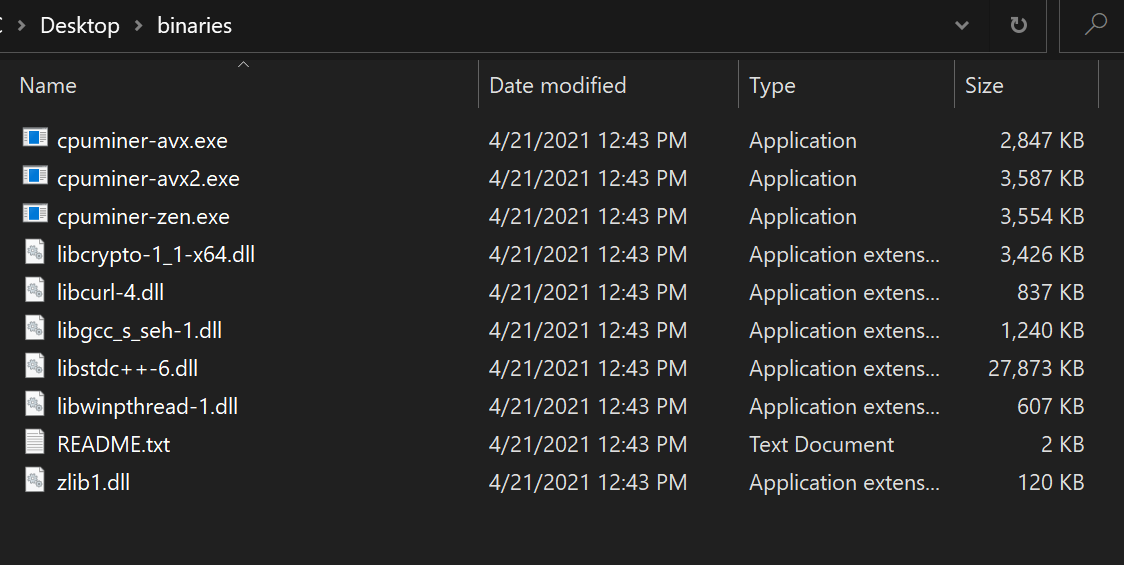 Desktop > binaries
Name Date modified Type Size
cpuminer-avx.exe 4/21/2021 12:43 PM Application 2,847 KB
cpuminer-avx2.exe 4/21/2021 12:43 PM Application 3,587 KB
cpuminer-zen.exe 4/21/2021 12:43 PM Application 3,554 KB
libcrypto-1_1-x64.dll 4/21/2021 12:43 PM Application extens... 3,426 KB
libcurl-4.dll 4/21/2021 12:43 PM Application extens... 837 KB
libgcc_s_seh-1.dll 4/21/2021 12:43 PM Application extens... 1,240 KB
libstdc++-6.dll 4/21/2021 12:43 PM Application extens... 27,873 KB
libwinpthread-1.dll 4/21/2021 12:43 PM Application extens... 607 KB
README.txt 4/21/2021 12:43 PM Text Document 2 KB
zlib1.dll 4/21/2021 12:43 PM Application extens... 120 KB